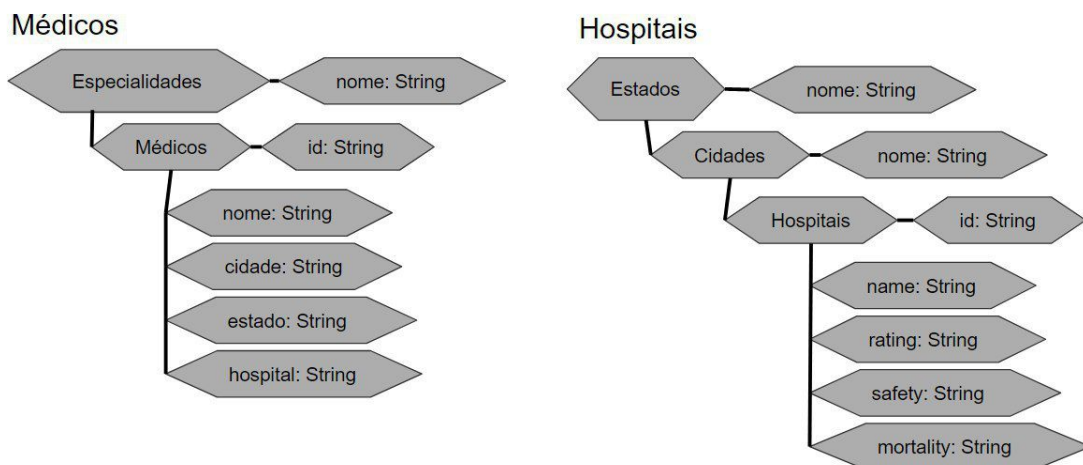 Médicos
Especialidades
nome: String
Médicos
id: String
nome: String
cidade: String
estado: String
hospital: String
Hospitais
Estados
nome: String
Cidades
nome: String
Hospitais
id: String
name: String
rating: String
safety: String
mortality: String